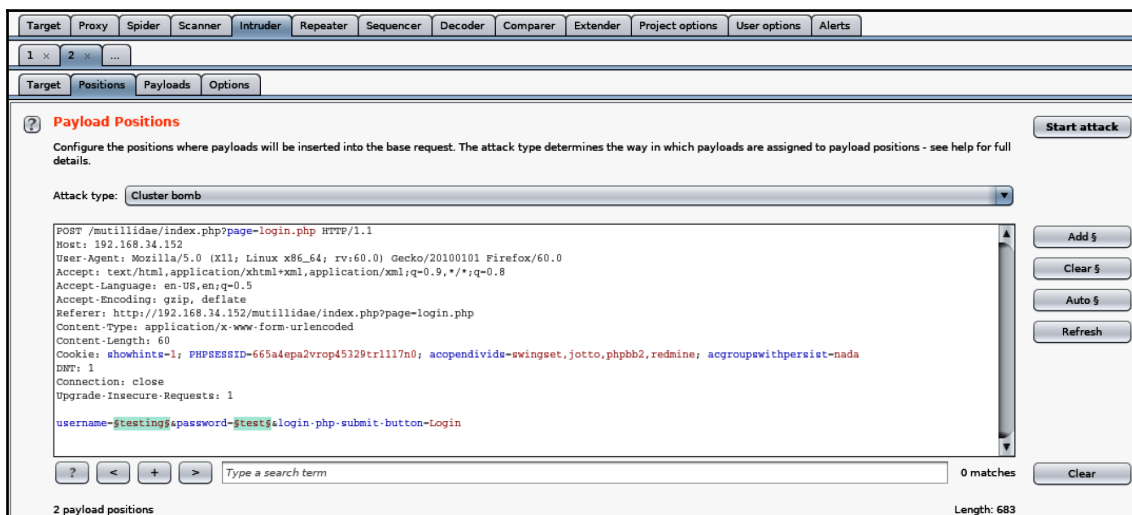 Target Proxy Spider Scanner Intruder Repeater Sequencer Decoder Comparer Extender Project options User options Alerts
1 × 2 × ...
Target Positions Payloads Options
? Payload Positions
Start attack
Configure the positions where payloads will be inserted into the base request. The attack type determines the way in which payloads are assigned to payload positions - see help for full
details.
Attack type: Cluster bomb
POST /mutillidae/index.php?page=login.php HTTP/1.1
Host: 192.168.34.152
User-Agent: Mozilla/5.0 (X11; Linux x86_64; rv:60.0) Gecko/20100101 Firefox/60.0
Accept: text/html,application/xhtml+xml,application/xml;q=0.9,*/*;q=0.8
Accept-Language: en-US,en;q=0.5
Accept-Encoding: gzip, deflate
Referer: http://192.168.34.152/mutillidae/index.php?page=login.php
Content-Type: application/x-www-form-urlencoded
Content-Length: 60
Cookie: showhints=1; PHPSESSID=665a4epa2vrop45329tr1117n0; acopendivids=swingset,jotto,phpbb2,redmine; acgroupswithpersist=nada
DNT: 1
Connection: close
Upgrade-Insecure-Requests: 1
username=§testing§&password=§test§&login-php-submit-button=Login
Add §
Clear §
Auto §
Refresh
? < + > Type a search term 0 matches Clear
2 payload positions Length: 683